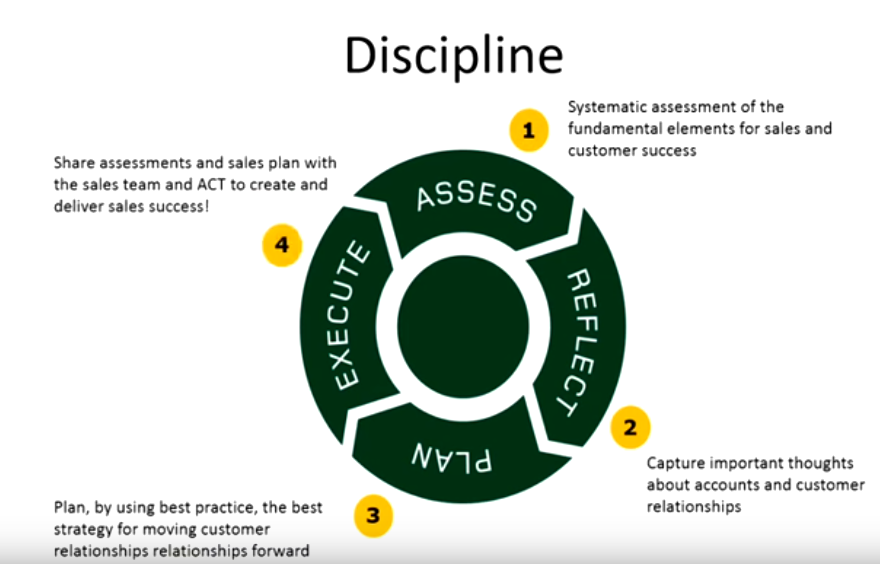 Discipline
1
Systematic assessment of the
fundamental elements for sales and
customer success
ASSESS
REFLECT
2
Capture important thoughts
about accounts and customer
relationships
PLAN
3
Plan, by using best practice, the best
strategy for moving customer
relationships relationships forward
EXECUTE
4
Share assessments and sales plan with
the sales team and ACT to create and
deliver sales success!